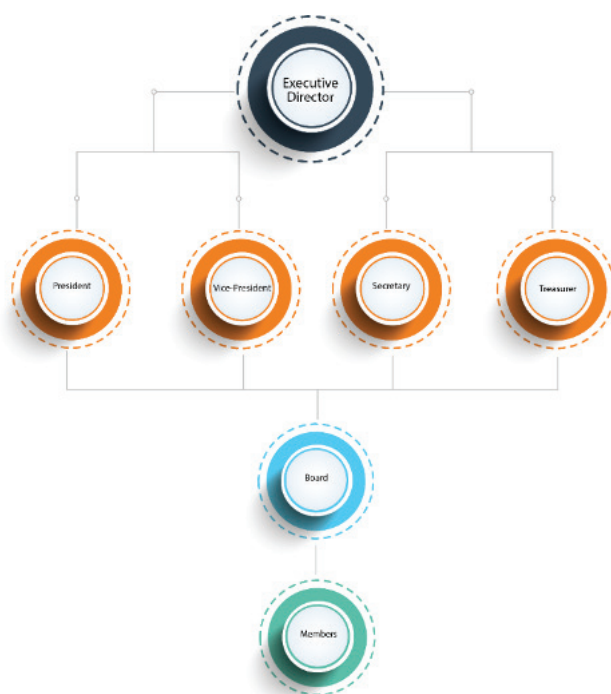 Executive
Director
President
Vice-President
Secretary
Treasurer
Board
Members